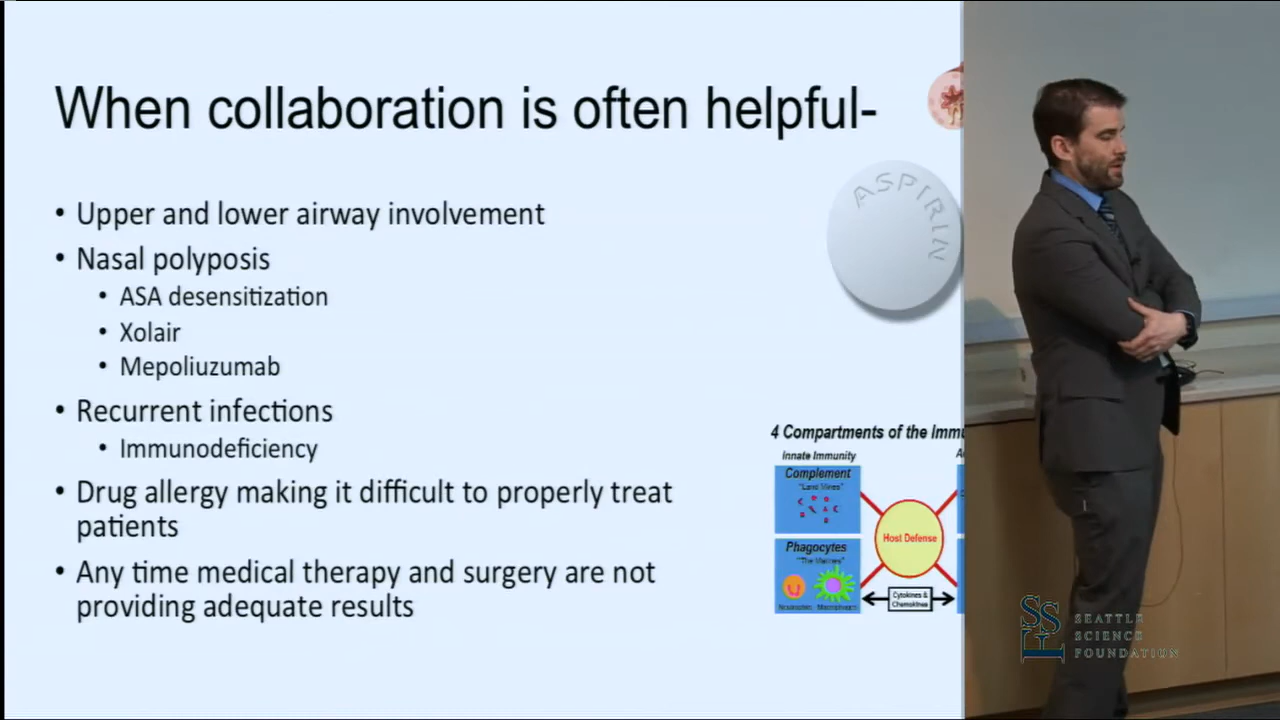 When collaboration is often helpful-
• Upper and lower airway involvement
• Nasal polyposis
• ASA desensitization
• Xolair
• Mepoliuzumab
• Recurrent infections
• Immunodeficiency
• Drug allergy making it difficult to properly treat
patients
• Any time medical therapy and surgery are not
providing adequate results
ASPIRIN
4 Compartments of the Immu
Innate Immunity
Complement
"Land Mines"
Host Defense
Phagocytes
"The Marines"
Cytokines &
Chemokines
SSF
SEATTLE
SCIENCE
FOUNDATION